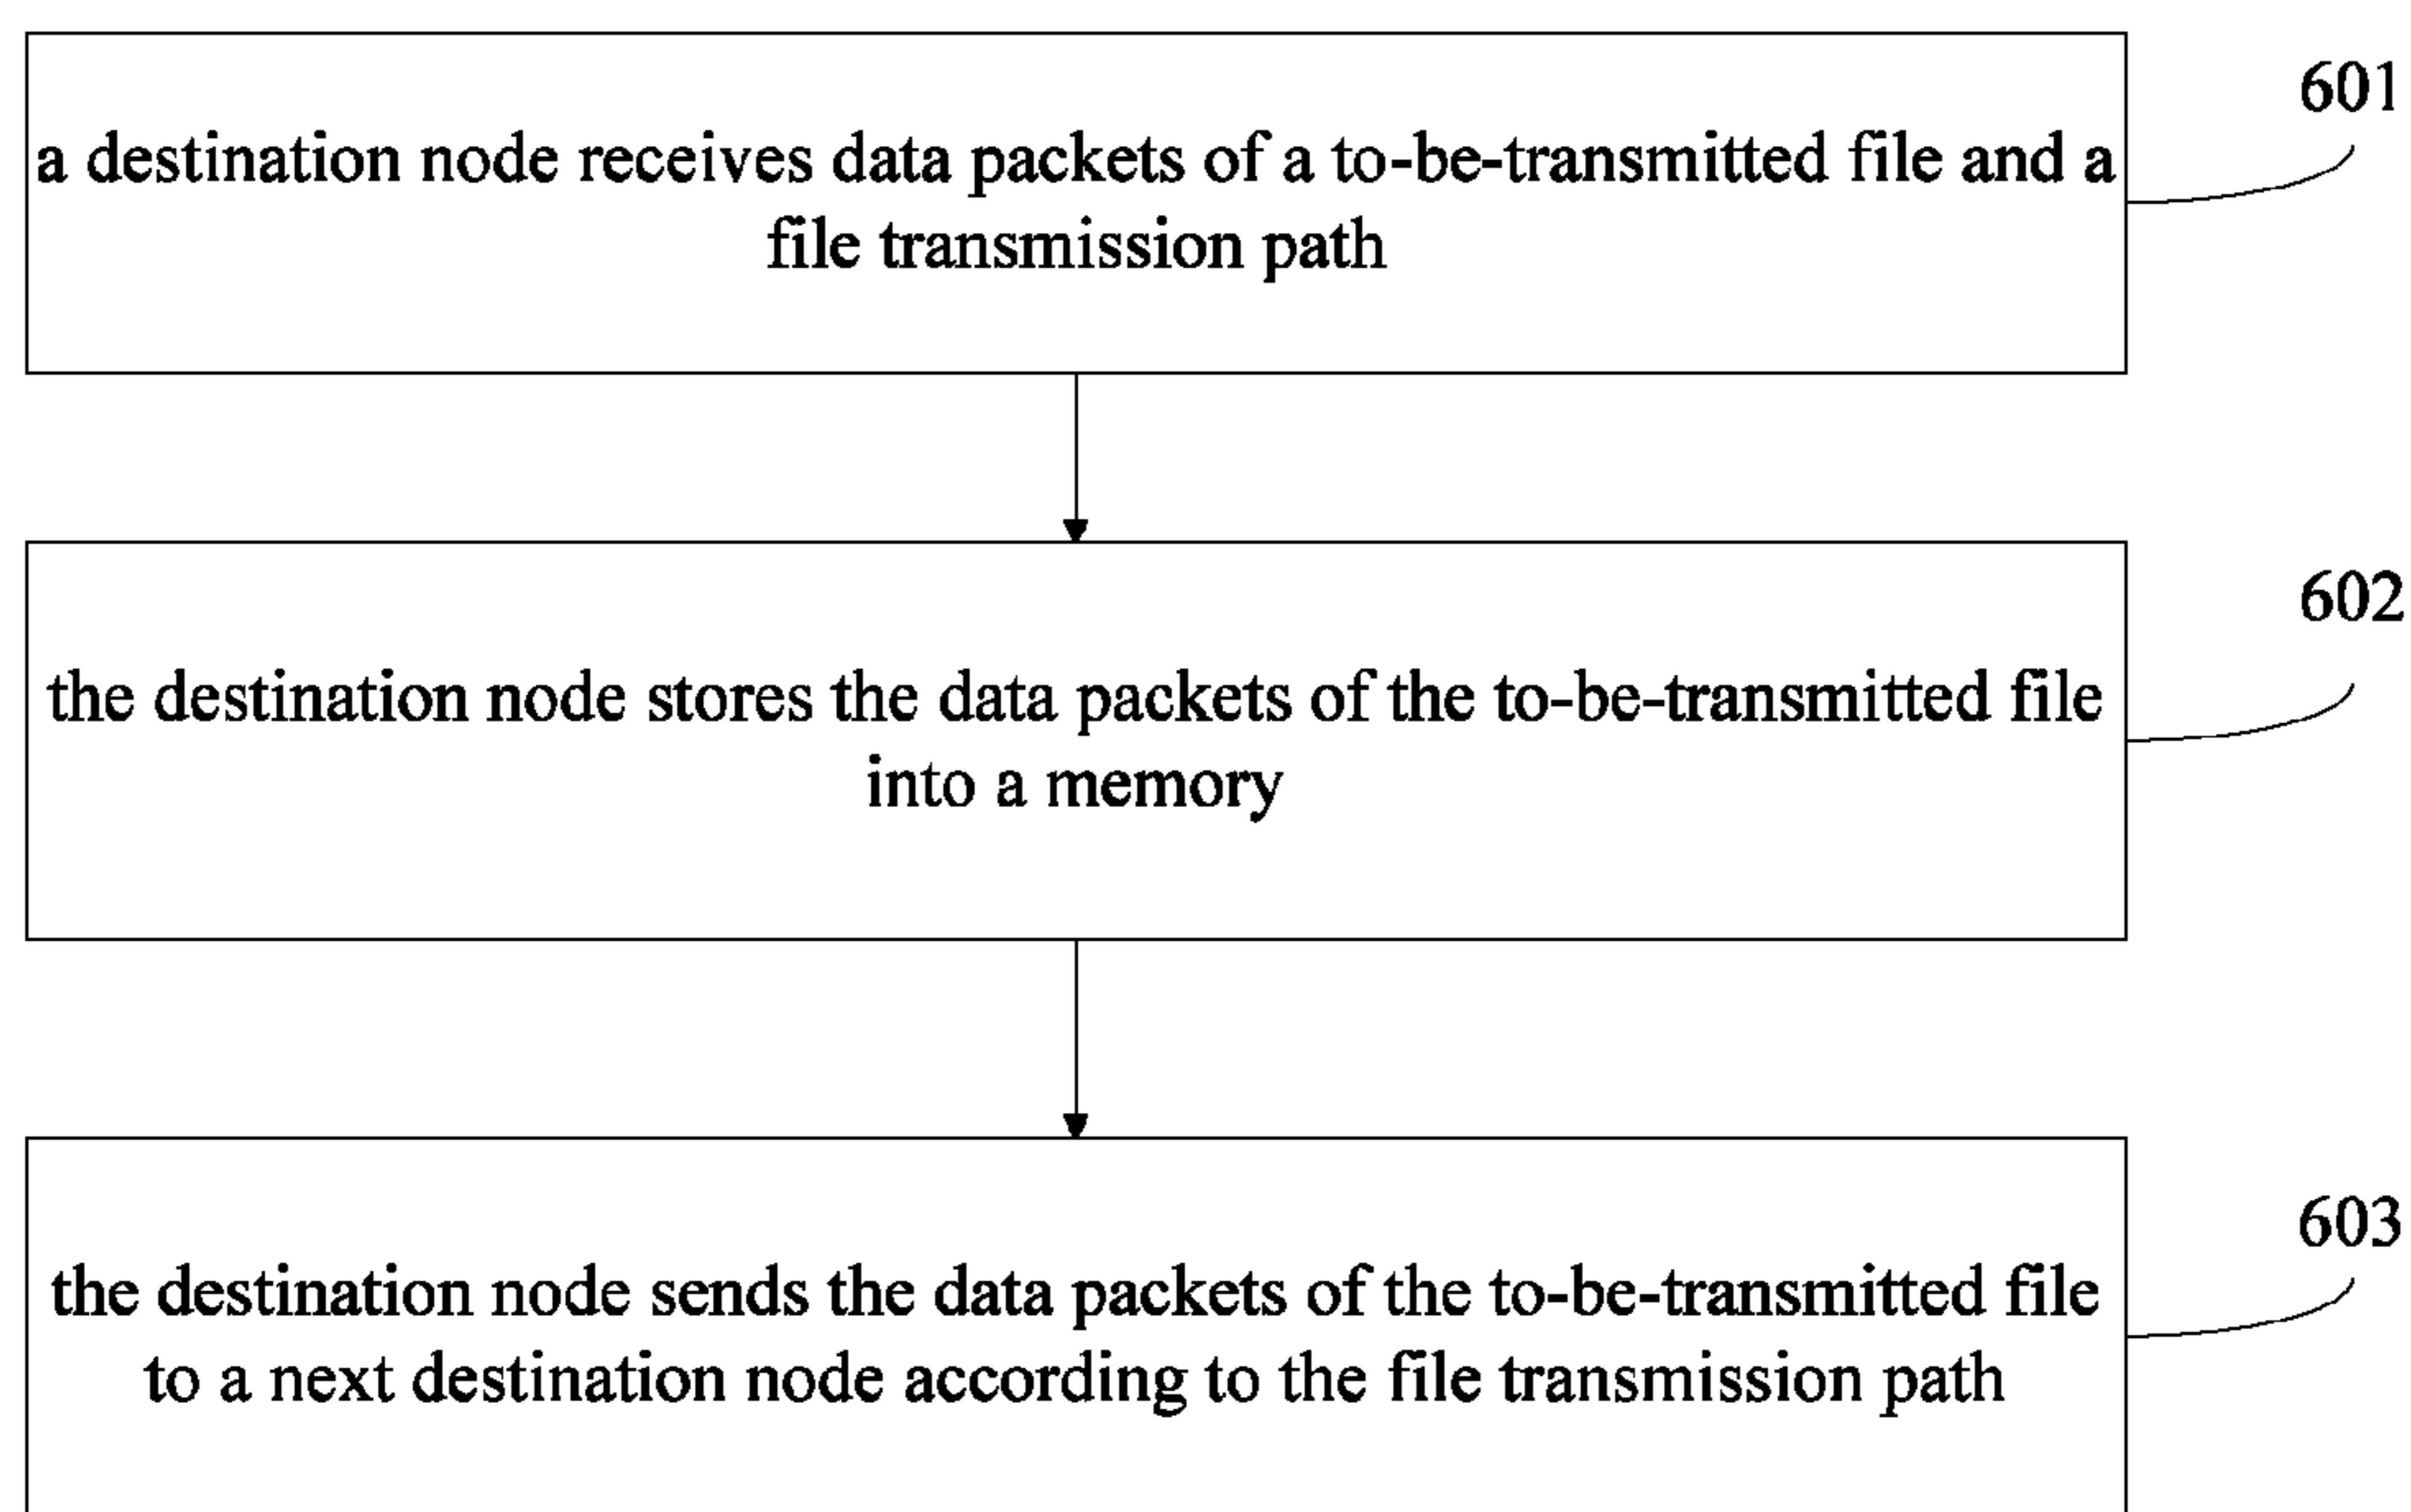 601
a destination node receives data packets of a to-be-transmitted file and a
file transmission path
602
the destination node stores the data packets of the to-be-transmitted file
into a memory
603
the destination node sends the data packets of the to-be-transmitted file
to a next destination node according to the file transmission path